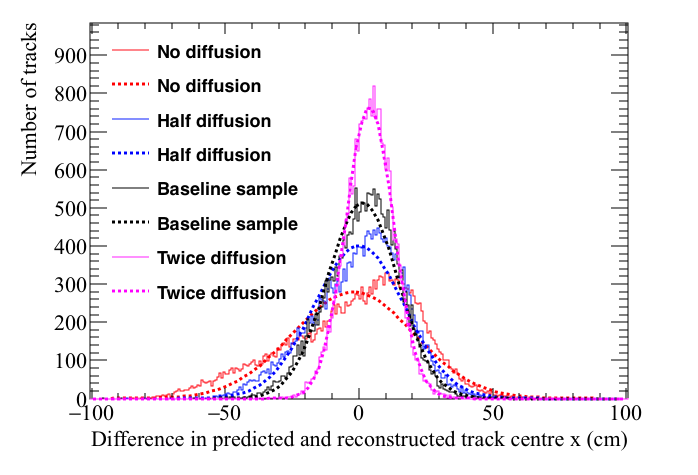 Number of tracks
900
800
700
600
500
400
300
200
100
0
No diffusion
No diffusion
Half diffusion
Half diffusion
Baseline sample
Baseline sample
Twice diffusion
Twice diffusion
−100 −50 0 50 100
Difference in predicted and reconstructed track centre x (cm)